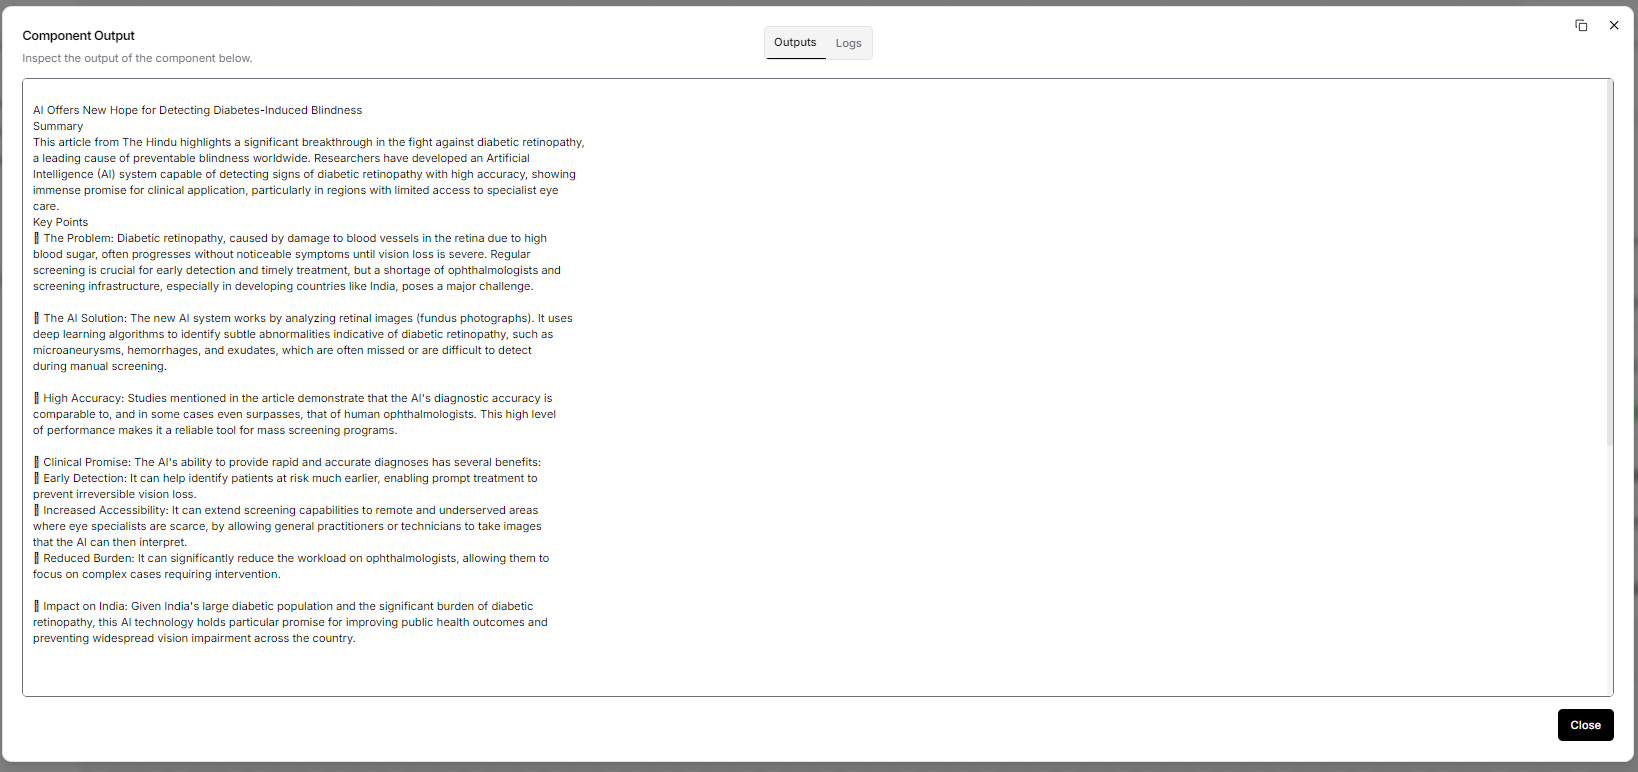 Component Output
Inspect the output of the component below.
Outputs
Logs
AI Offers New Hope for Detecting Diabetes-Induced Blindness
Summary
This article from The Hindu highlights a significant breakthrough in the fight against diabetic retinopathy,
a leading cause of preventable blindness worldwide. Researchers have developed an Artificial
Intelligence (AI) system capable of detecting signs of diabetic retinopathy with high accuracy, showing
immense promise for clinical application, particularly in regions with limited access to specialist eye
care.
Key Points
The Problem: Diabetic retinopathy, caused by damage to blood vessels in the retina due to high
blood sugar, often progresses without noticeable symptoms until vision loss is severe. Regular
screening is crucial for early detection and timely treatment, but a shortage of ophthalmologists and
screening infrastructure, especially in developing countries like India, poses a major challenge.
The AI Solution: The new AI system works by analyzing retinal images (fundus photographs). It uses
deep learning algorithms to identify subtle abnormalities indicative of diabetic retinopathy, such as
microaneurysms, hemorrhages, and exudates, which are often missed or are difficult to detect
during manual screening.
High Accuracy: Studies mentioned in the article demonstrate that the AI's diagnostic accuracy is
comparable to, and in some cases even surpasses, that of human ophthalmologists. This high level
of performance makes it a reliable tool for mass screening programs.
Clinical Promise: The AI's ability to provide rapid and accurate diagnoses has several benefits:
Early Detection: It can help identify patients at risk much earlier, enabling prompt treatment to
prevent irreversible vision loss.
Increased Accessibility: It can extend screening capabilities to remote and underserved areas
where eye specialists are scarce, by allowing general practitioners or technicians to take images
that the AI can then interpret.
Reduced Burden: It can significantly reduce the workload on ophthalmologists, allowing them to
focus on complex cases requiring intervention.
Impact on India: Given India's large diabetic population and the significant burden of diabetic
retinopathy, this AI technology holds particular promise for improving public health outcomes and
preventing widespread vision impairment across the country.
Close